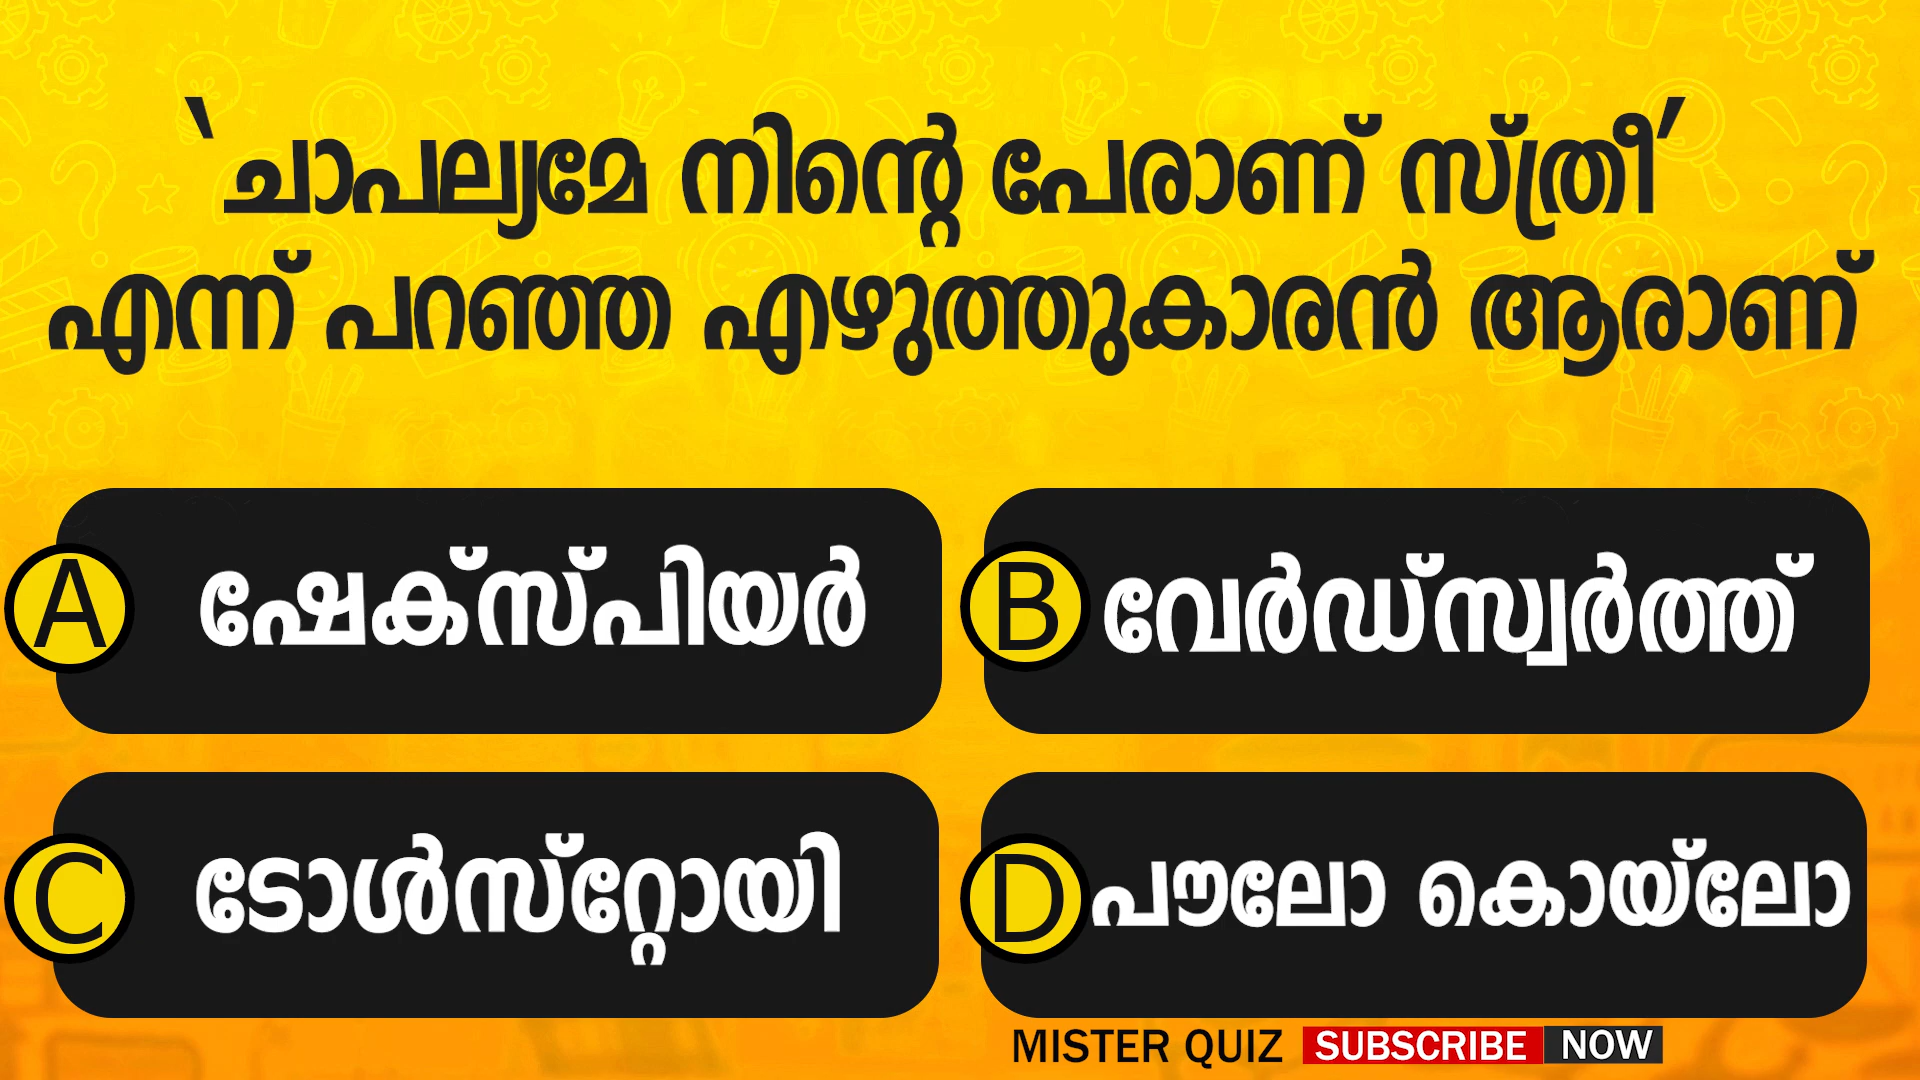 ‘ചാപല്യമേ നിന്റെ പേരാണ് സ്ത്രീ’
എന്ന് പറഞ്ഞ എഴുത്തുകാരൻ ആരാണ്
A ഷേക്സ്പിയർ
B വേർഡ്സ്വർത്ത്
C ടോൾസ്റ്റോയി
D പൗലോ കൊയ്ലോ
MISTER QUIZ SUBSCRIBE NOW